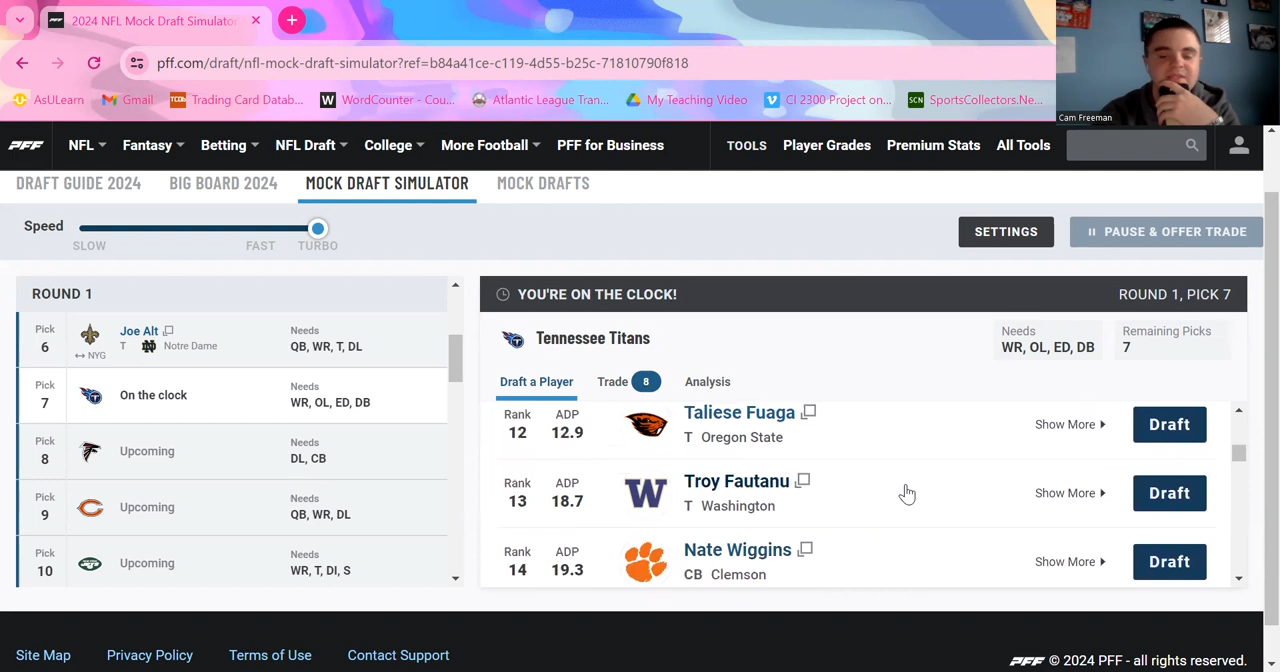 2024 NFL Mock Draft Simulator
pff.com/draft/nfl-mock-draft-simulator?ref=b84a41ce-c119-4d55-b25c-71810790f818
AsULearn Gmail Trading Card Datab... WordCounter - Cou... Atlantic League Tran... My Teaching Video CI 2300 Project on... SportsCollectors.Ne...
Cam Freeman
PFF NFL Fantasy Betting NFL Draft College More Football PFF for Business TOOLS Player Grades Premium Stats All Tools
DRAFT GUIDE 2024 BIG BOARD 2024 MOCK DRAFT SIMULATOR MOCK DRAFTS
Speed
SLOW FAST TURBO
SETTINGS PAUSE & OFFER TRADE
ROUND 1
Pick 6 Joe Alt Needs
T Notre Dame QB, WR, T, DL
↔ NYG
Pick 7 On the clock Needs
WR, OL, ED, DB
Pick 8 Upcoming Needs
DL, CB
Pick 9 Upcoming Needs
QB, WR, DL
Pick 10 Upcoming Needs
WR, T, DI, S
YOU'RE ON THE CLOCK! ROUND 1, PICK 7
Tennessee Titans
Needs
WR, OL, ED, DB
Remaining Picks
7
Draft a Player Trade 8 Analysis
Rank 12 ADP 12.9 Taliese Fuaga Show More Draft
T Oregon State
Rank 13 ADP 18.7 W Troy Fautanu Show More Draft
T Washington
Rank 14 ADP 19.3 Nate Wiggins Show More Draft
CB Clemson
Site Map Privacy Policy Terms of Use Contact Support
PFF © 2024 PFF - all rights reserved.